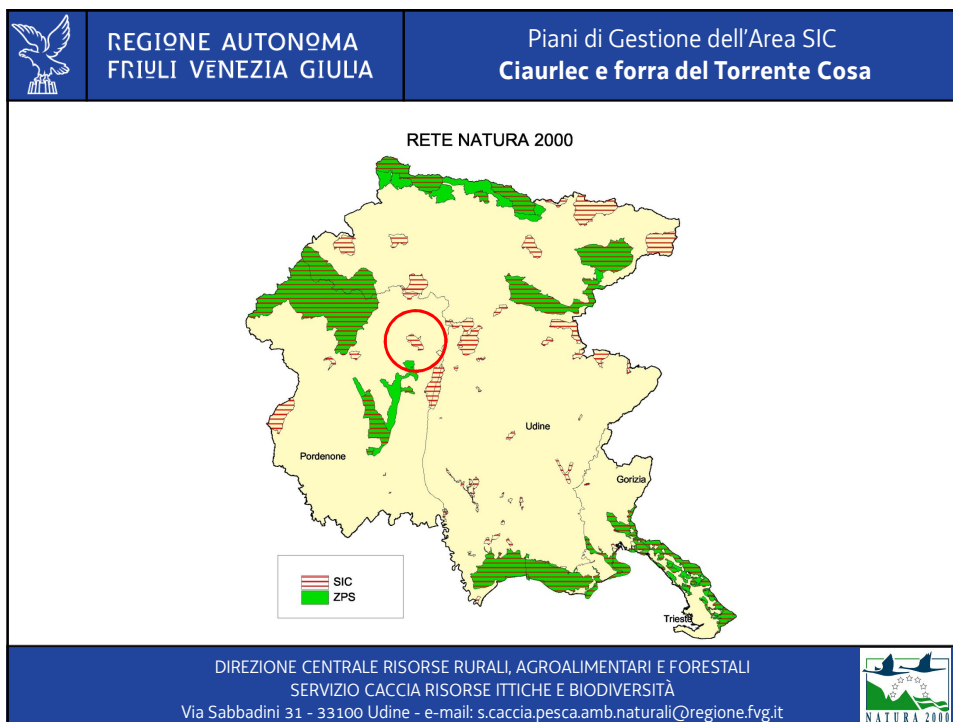 REGIONE AUTONOMA
FRIULI VENEZIA GIULIA
Piani di Gestione dell'Area SIC
Ciaurlec e forra del Torrente Cosa
RETE NATURA 2000
Udine
Pordenone
Gorizia
Trieste
SIC
ZPS
DIREZIONE CENTRALE RISORSE RURALI, AGROALIMENTARI E FORESTALI
SERVIZIO CACCIA RISORSE ITTICHE E BIODIVERSITÀ
Via Sabbadini 31 - 33100 Udine - e-mail: s.caccia.pesca.amb.naturali@regione.fvg.it
NATURA 2000